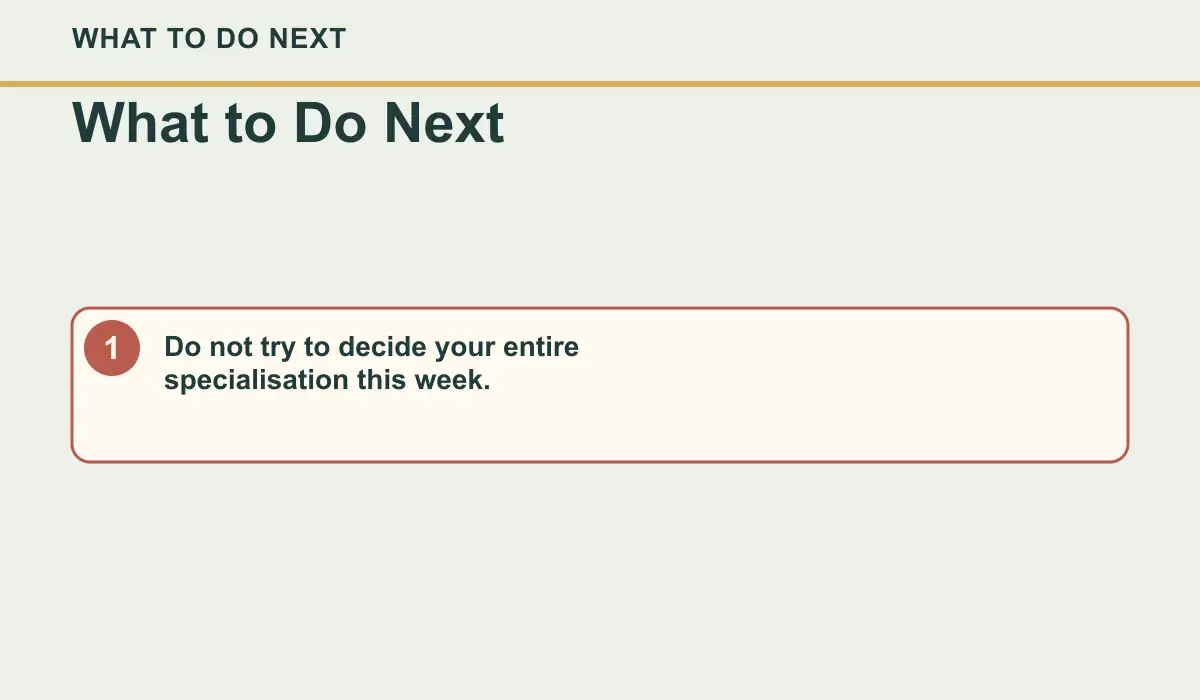 WHAT TO DO NEXT
What to Do Next
1
Do not try to decide your entire
specialisation this week.